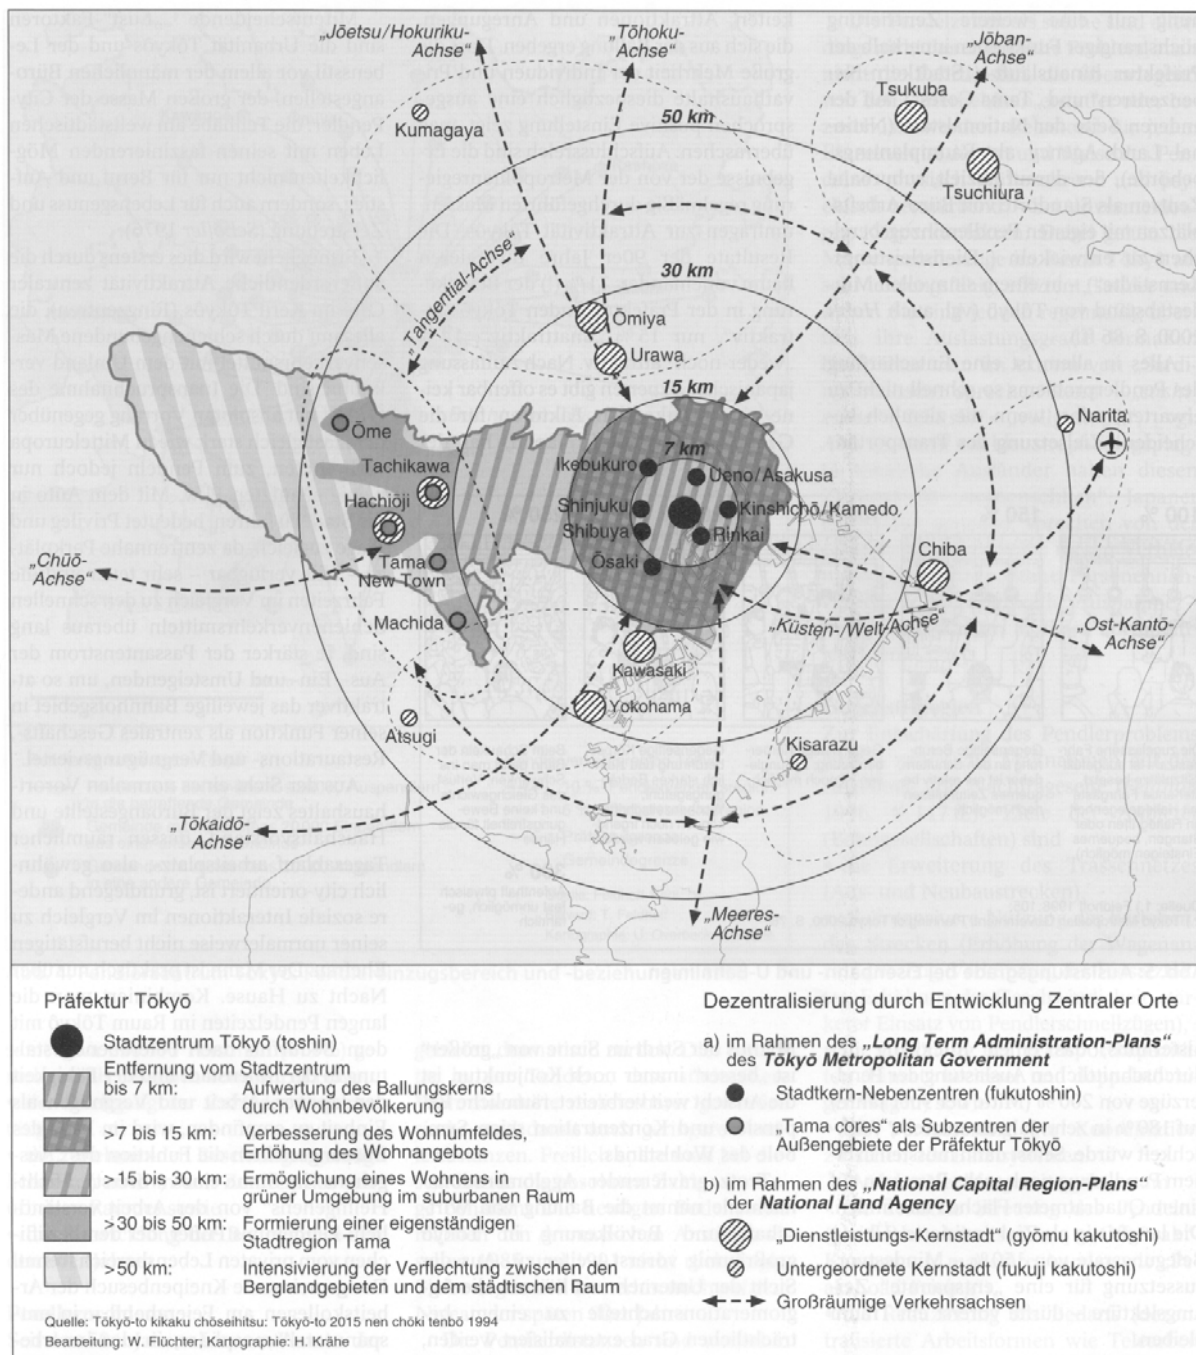 „Jōetsu/Hokuriku-
Achse“
„Tōhoku-
Achse“
„Jōban-
Achse“
Tsukuba
Kumagaya
50 km
Tsuchiura
„Tangential-Achse“
30 km
Ōmiya
Urawa
15 km
Narita
Ōme
7 km
Tachikawa
Ikebukuro
Ueno/Asakusa
Hachiōji
Shinjuku
Kinshichō/Kamedo
Shibuya
Rinkai
„Chūō-
Achse“
Tama
New Town
Ōsaki
Chiba
Machida
„Küsten-/Welt-Achse“
„Ost-Kantō-
Achse“
Kawasaki
Yokohama
Atsugi
Kisarazu
„Tōkaidō-
Achse“
„Meeres-
Achse“
Präfektur Tōkyō
Stadtzentrum Tōkyō (toshin)
Entfernung vom Stadtzentrum
bis 7 km: Aufwertung des Ballungskerns
durch Wohnbevölkerung
>7 bis 15 km: Verbesserung des Wohnumfeldes,
Erhöhung des Wohnangebots
>15 bis 30 km: Ermöglichung eines Wohnens in
grüner Umgebung im suburbanen Raum
>30 bis 50 km: Formierung einer eigenständigen
Stadtregion Tama
>50 km: Intensivierung der Verflechtung zwischen den
Berglandgebieten und dem städtischen Raum
Quelle: Tōkyō-to kikaku chōseihitsu: Tōkyō-to 2015 nen chōki tenbō 1994
Bearbeitung: W. Flüchter; Kartographie: H. Krähe
Dezentralisierung durch Entwicklung Zentraler Orte
a) im Rahmen des „Long Term Administration-Plans“
des Tōkyō Metropolitan Government
Stadtkern-Nebenzentren (fukutoshin)
„Tama cores“ als Subzentren der
Außengebiete der Präfektur Tōkyō
b) im Rahmen des „National Capital Region-Plans“
der National Land Agency
„Dienstleistungs-Kernstadt“ (gyōmu kakutoshi)
Untergeordnete Kernstadt (fukuji kakutoshi)
Großräumige Verkehrsachsen